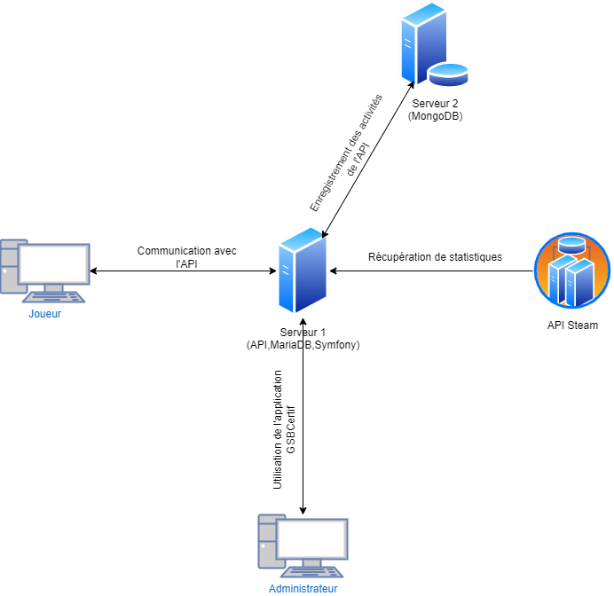 Serveur 2
(MongoDB)
Enregistrement des activités
de l'API
Communication avec
l'API
Récupération de statistiques
Joueur
API Steam
Serveur 1
(API,MariaDB,Symfony)
Utilisation de l'application
GSBCertif
Administrateur